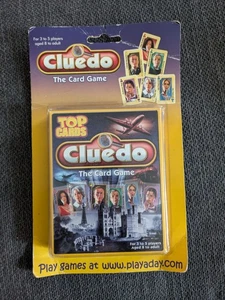 For 3 to 5 players
aged 8 to adult
Cluedo
The Card Game
TOP
CARDS
Cluedo
The Card Game
For 3 to 5 players
aged 8 to adult
Play games at www.playaday.com